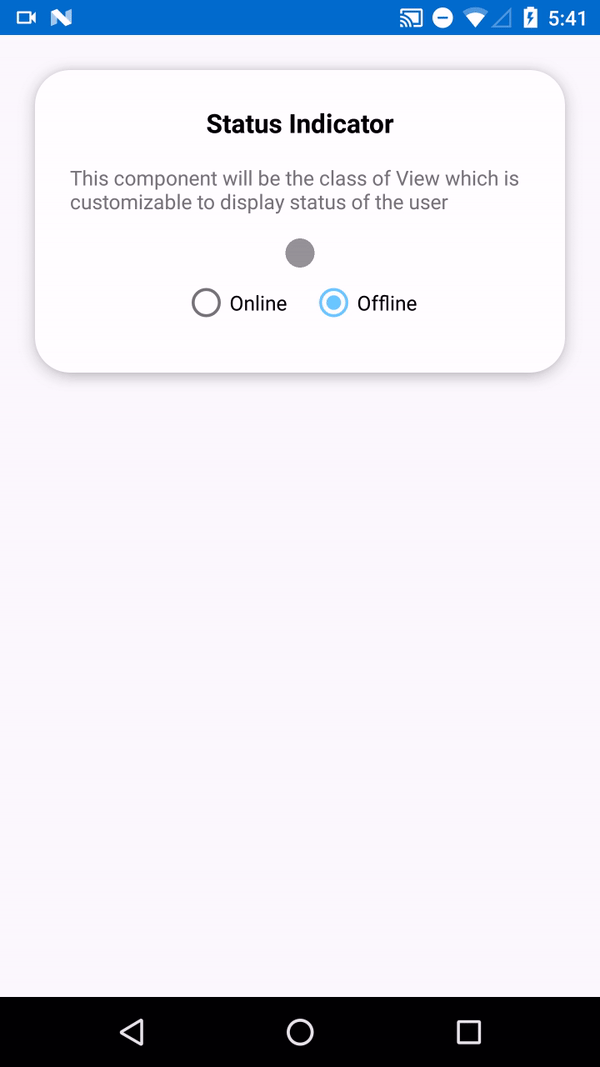 5:41
Status Indicator
This component will be the class of View which is
customizable to display status of the user
Online Offline